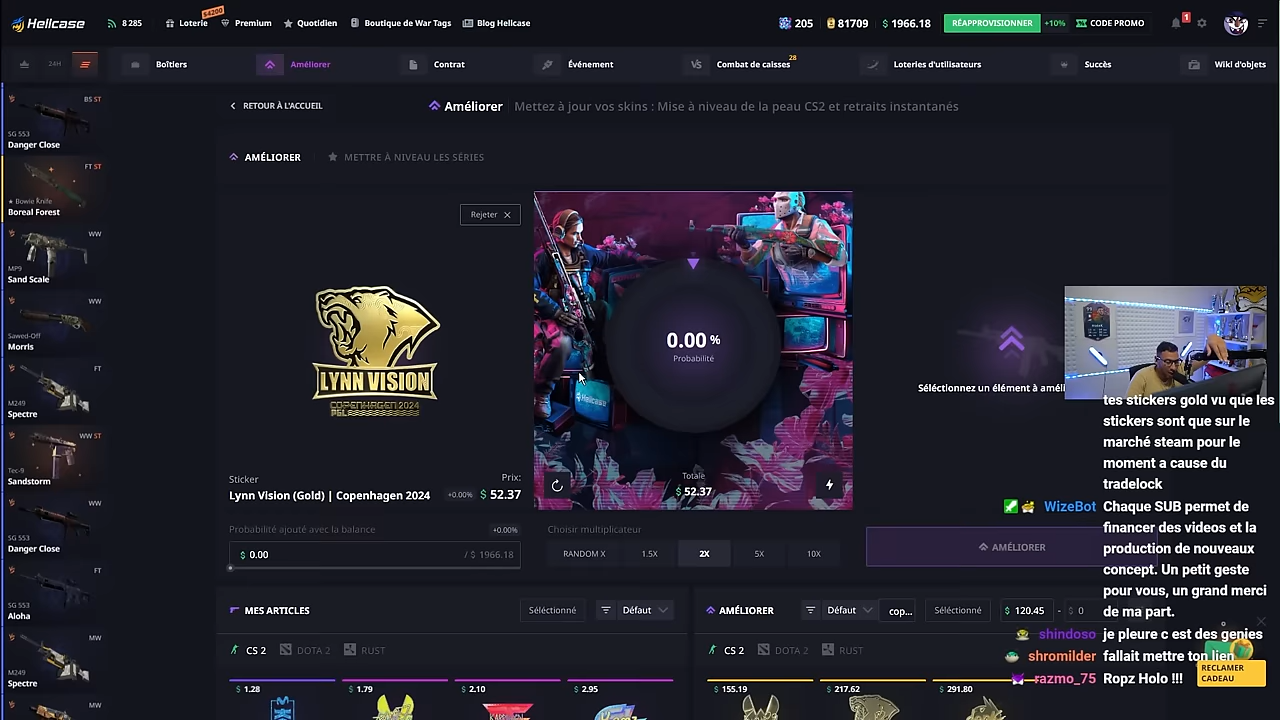 Hellcase
8 285
Loterie
$4200
Premium
Quotidien
Boutique de War Tags
Blog Hellcase
205
81709
$ 1966.18
RÉAPPROVISIONNER
+10%
CODE PROMO
1
24H
Boîtiers
Améliorer
Contrat
Événement
VS
Combat de caisses
28
Loteries d'utilisateurs
Succès
Wiki d'objets
BS ST
SG 553
Danger Close
FT ST
★ Bowie Knife
Boreal Forest
WW
MP9
Sand Scale
WW
Sawed-Off
Morris
FT
M249
Spectre
WW ST
Tec-9
Sandstorm
WW
SG 553
Danger Close
FT
SG 553
Aloha
MW
M249
Spectre
MW
RETOUR À L'ACCUEIL
Améliorer
Mettez à jour vos skins : Mise à niveau de la peau CS2 et retraits instantanés
AMÉLIORER
METTRE À NIVEAU LES SÉRIES
Rejeter
LYNN VISION
COPENHAGEN 2024
PGL
Sticker
Prix:
Lynn Vision (Gold) | Copenhagen 2024
+0.00%
$ 52.37
0.00 %
Probabilité
Hellcase
Totale
$ 52.37
Séléctionnez un élément à améli
Probabilité ajouté avec la balance
+0.00%
$ 0.00
/ $ 1966.18
Choisir multiplicateur
RANDOM X
1.5X
2X
5X
10X
AMÉLIORER
MES ARTICLES
Séléctionné
Défaut
AMÉLIORER
Défaut
cop...
Séléctionné
$ 120.45
-
$ 0
CS 2
DOTA 2
RUST
CS 2
DOTA 2
RUST
$ 1.28
$ 1.79
$ 2.10
$ 2.95
$ 155.19
$ 217.62
$ 291.80
tes stickers gold vu que les
stickers sont que sur le
marché steam pour le
moment a cause du
tradelock
WizeBot Chaque SUB permet de
financer des videos et la
production de nouveaux
concept. Un petit geste
pour vous, un grand merci
de ma part.
shindoso je pleure c est des genies
shromilder fallait mettre ton lien
razmo_75 Ropz Holo !!!
RECLAMER
CADEAU